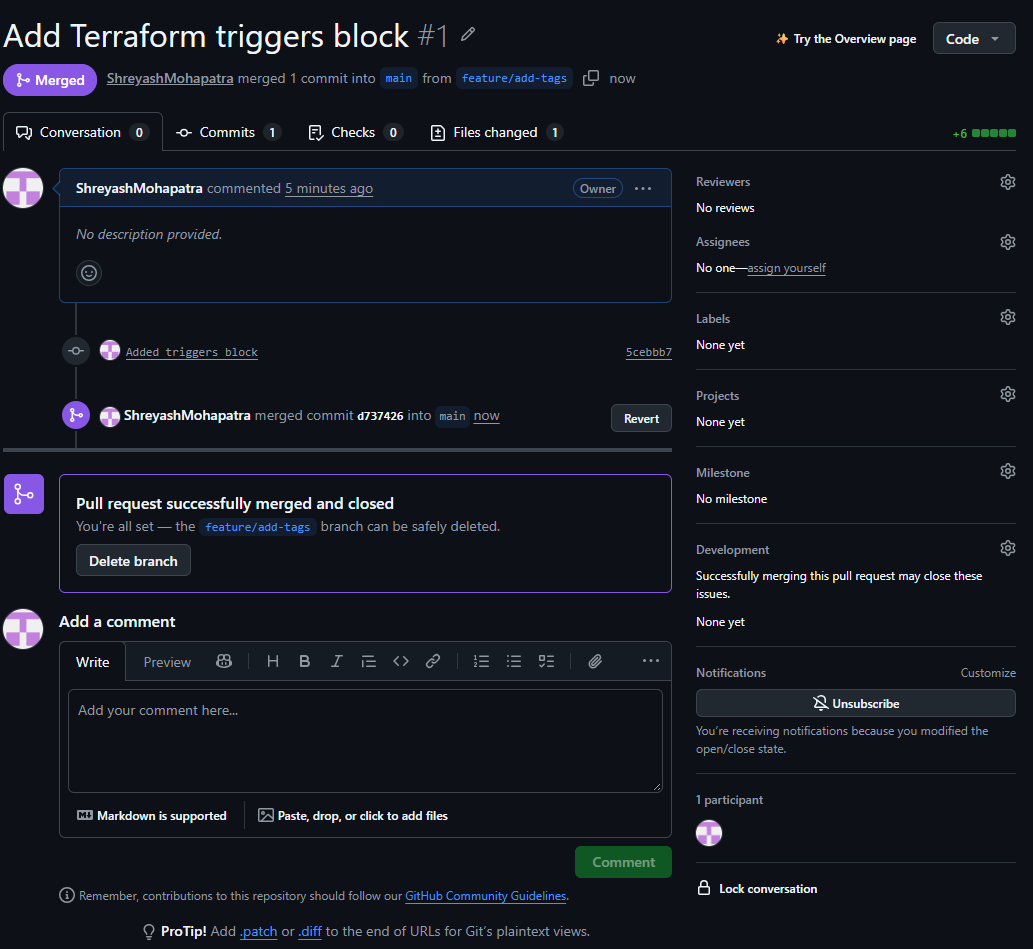 Add Terraform triggers block #1
Try the Overview page
Code
Merged
ShreyashMohapatra merged 1 commit into main from feature/add-tags now
Conversation 0
Commits 1
Checks 0
Files changed 1
+6
ShreyashMohapatra commented 5 minutes ago
Owner
No description provided.
Added triggers block
5cebbb7
ShreyashMohapatra merged commit d737426 into main now
Revert
Pull request successfully merged and closed
You're all set — the feature/add-tags branch can be safely deleted.
Delete branch
Add a comment
Write
Preview
H B I
Add your comment here...
Markdown is supported
Paste, drop, or click to add files
Comment
Remember, contributions to this repository should follow our GitHub Community Guidelines.
ProTip! Add .patch or .diff to the end of URLs for Git's plaintext views.
Reviewers
No reviews
Assignees
No one—assign yourself
Labels
None yet
Projects
None yet
Milestone
No milestone
Development
Successfully merging this pull request may close these
issues.
None yet
Notifications
Customize
Unsubscribe
You're receiving notifications because you modified the
open/close state.
1 participant
Lock conversation